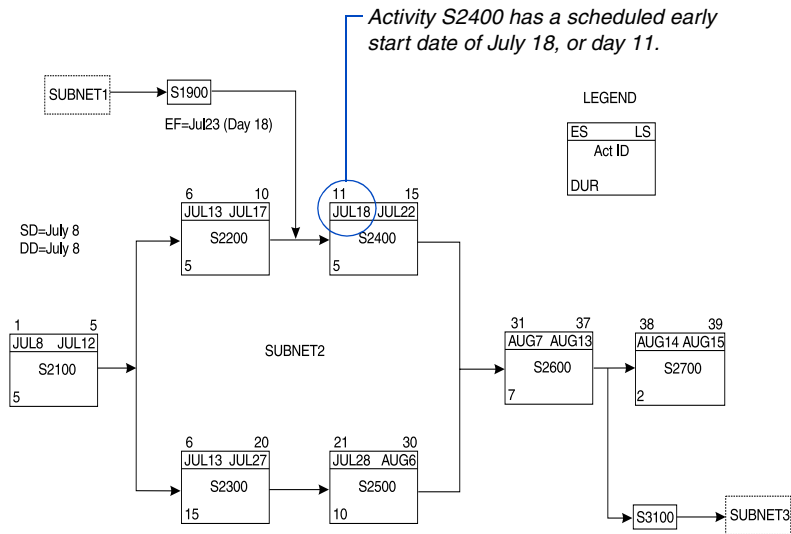 Activity S2400 has a scheduled early
start date of July 18, or day 11.
SUBNET1
S1900
EF=Jul23 (Day 18)
LEGEND
ES LS
Act ID
DUR
SD=July 8
DD=July 8
6 10
JUL13 JUL17
S2200
5
11 15
JUL18 JUL22
S2400
5
1 5
JUL8 JUL12
S2100
5
SUBNET2
31 37
AUG7 AUG13
S2600
7
38 39
AUG14 AUG15
S2700
2
6 20
JUL13 JUL27
S2300
15
21 30
JUL28 AUG6
S2500
10
S3100
SUBNET3